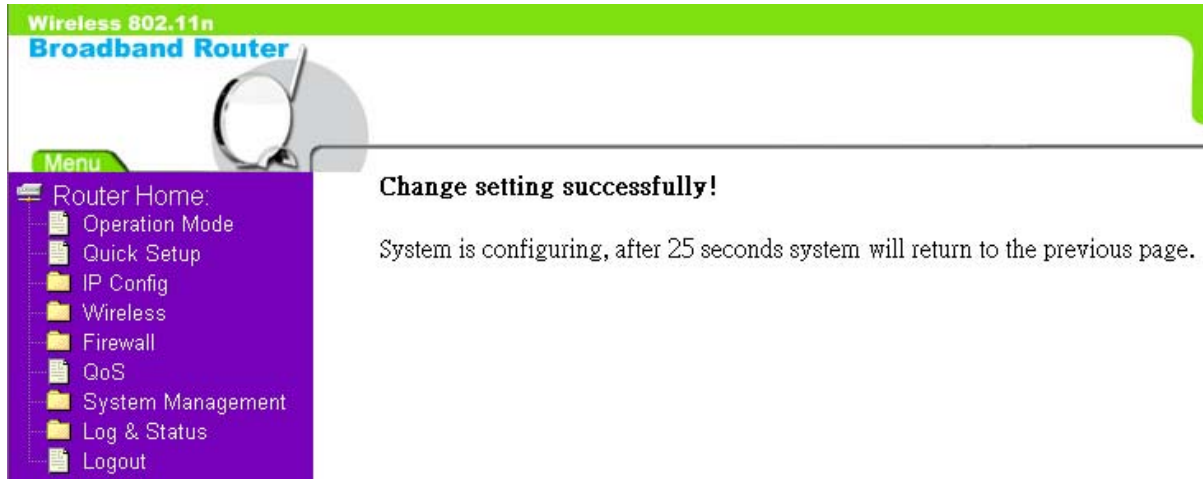 Wireless 802.11n
Broadband Router
Menu
Router Home:
Operation Mode
Quick Setup
IP Config
Wireless
Firewall
QoS
System Management
Log & Status
Logout
Change setting successfully!
System is configuring, after 25 seconds system will return to the previous page.